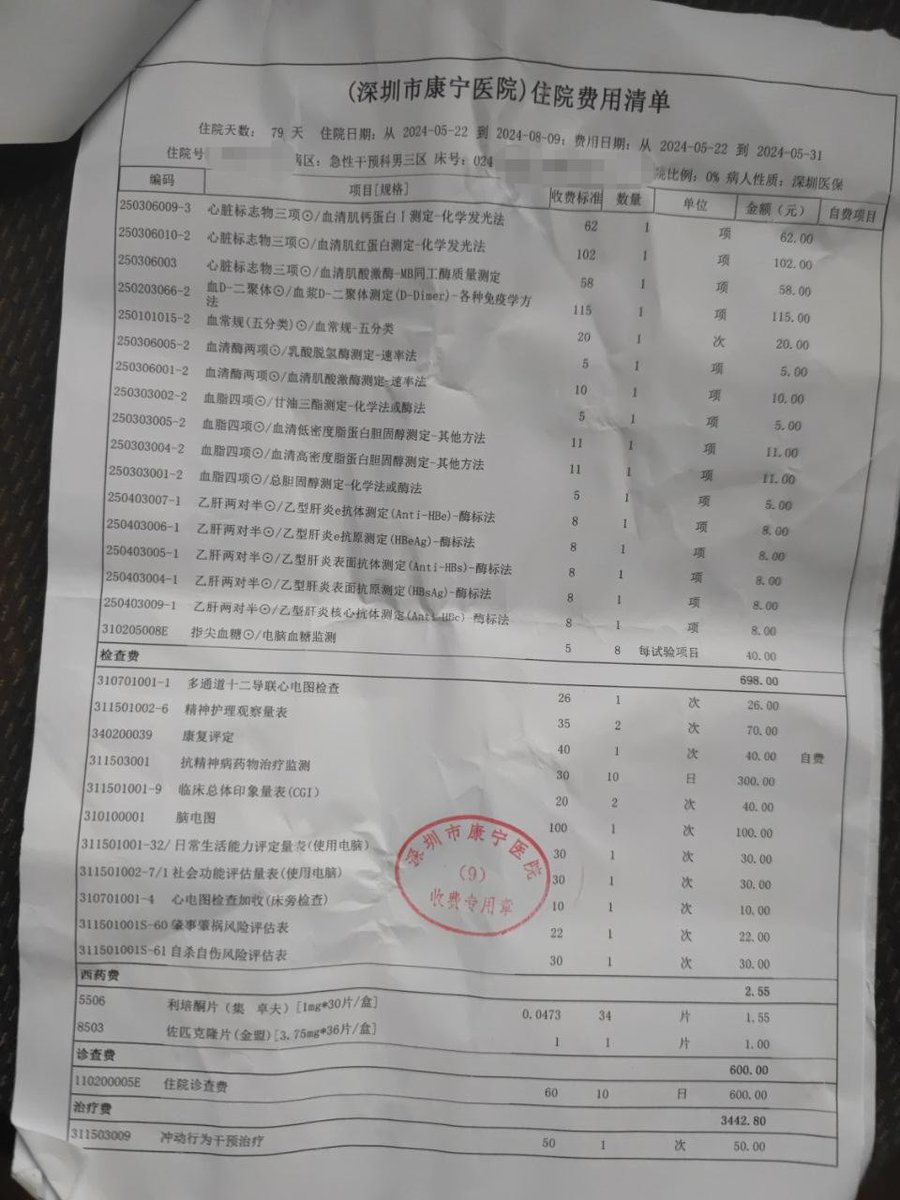 (深圳市康宁医院)住院费用清单
住院天数: 79 天 住院日期:从 2024-05-22 到 2024-08-09; 费用日期:从 2024-05-22 到 2024-05-31
住院号 病区: 急性干预科男三区 床号:024 院比例: 0% 病人性质: 深圳医保
编码 项目[规格] 收费标准 数量 单位 金额(元) 自费项目
250306009-3 心脏标志物三项⊙/血清肌钙蛋白Ⅰ测定-化学发光法 62 1 项 62.00
250306010-2 心脏标志物三项⊙/血清肌红蛋白测定-化学发光法 102 1 项 102.00
250306003 心脏标志物三项⊙/血清肌酸激酶-MB同工酶质量测定 58 1 项 58.00
250203066-2 血D-二聚体⊙/血浆D-二聚体测定(D-Dimer)-各种免疫学方法 115 1 项 115.00
250101015-2 血常规(五分类)⊙/血常规-五分类 20 1 次 20.00
250306005-2 血清酶两项⊙/乳酸脱氢酶测定-速率法 5 1 项 5.00
250306001-2 血清酶两项⊙/血清肌酸激酶测定-速率法 10 1 项 10.00
250303002-2 血脂四项⊙/甘油三酯测定-化学法或酶法 5 1 项 5.00
250303005-2 血脂四项⊙/血清低密度脂蛋白胆固醇测定-其他方法 11 1 项 11.00
250303004-2 血脂四项⊙/血清高密度脂蛋白胆固醇测定-其他方法 11 1 项 11.00
250303001-2 血脂四项⊙/总胆固醇测定-化学法或酶法 5 1 项 5.00
250403007-1 乙肝两对半⊙/乙型肝炎e抗体测定(Anti-HBe)-酶标法 8 1 项 8.00
250403006-1 乙肝两对半⊙/乙型肝炎e抗原测定(HBeAg)-酶标法 8 1 项 8.00
250403005-1 乙肝两对半⊙/乙型肝炎表面抗体测定(Anti-HBs)-酶标法 8 1 项 8.00
250403004-1 乙肝两对半⊙/乙型肝炎表面抗原测定(HBsAg)-酶标法 8 1 项 8.00
250403009-1 乙肝两对半⊙/乙型肝炎核心抗体测定(Anti-HBc)-酶标法 8 1 项 8.00
310205008E 指尖血糖⊙/电脑血糖监测 5 8 每试验项目 40.00
检查费 698.00
310701001-1 多通道十二导联心电图检查 26 1 次 26.00
311501002-6 精神护理观察量表 35 2 次 70.00
340200039 康复评定 40 1 次 40.00 自费
311503001 抗精神病药物治疗监测 30 10 日 300.00
311501001-9 临床总体印象量表(CGI) 20 2 次 40.00
310100001 脑电图 100 1 次 100.00
311501001-32/ 日常生活能力评定量表(使用电脑) 30 1 次 30.00
311501002-7/1 社会功能评估量表(使用电脑) 30 1 次 30.00
310701001-4 心电图检查加收(床旁检查) 10 1 次 10.00
311501001S-60 肇事肇祸风险评估表 22 1 次 22.00
311501001S-61 自杀自伤风险评估表 30 1 次 30.00
深圳市康宁医院
(9)
收费专用章
西药费 2.55
5506 利培酮片(集 卓夫)[1mg*30片/盒] 0.0473 34 片 1.55
8503 佐匹克隆片(金盟)[3.75mg*36片/盒] 1 1 片 1.00
诊查费 600.00
110200005E 住院诊查费 60 10 日 600.00
治疗费 3442.80
311503009 冲动行为干预治疗 50 1 次 50.00